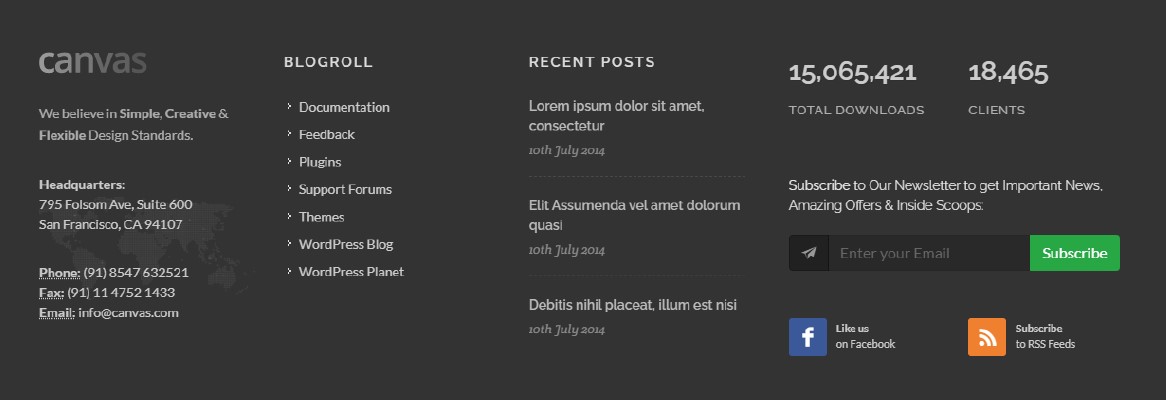 canvas
We believe in Simple, Creative &
Flexible Design Standards.
Headquarters:
795 Folsom Ave, Suite 600
San Francisco, CA 94107
Phone: (91) 8547 632521
Fax: (91) 11 4752 1433
Email: info@canvas.com
BLOGROLL
Documentation
Feedback
Plugins
Support Forums
Themes
WordPress Blog
WordPress Planet
RECENT POSTS
Lorem ipsum dolor sit amet,
consectetur
10th July 2014
Elit Assumenda vel amet dolorum
quasi
10th July 2014
Debitis nihil placeat, illum est nisi
10th July 2014
15,065,421
TOTAL DOWNLOADS
18,465
CLIENTS
Subscribe to Our Newsletter to get Important News,
Amazing Offers & Inside Scoops:
Enter your Email
Subscribe
Like us
on Facebook
Subscribe
to RSS Feeds